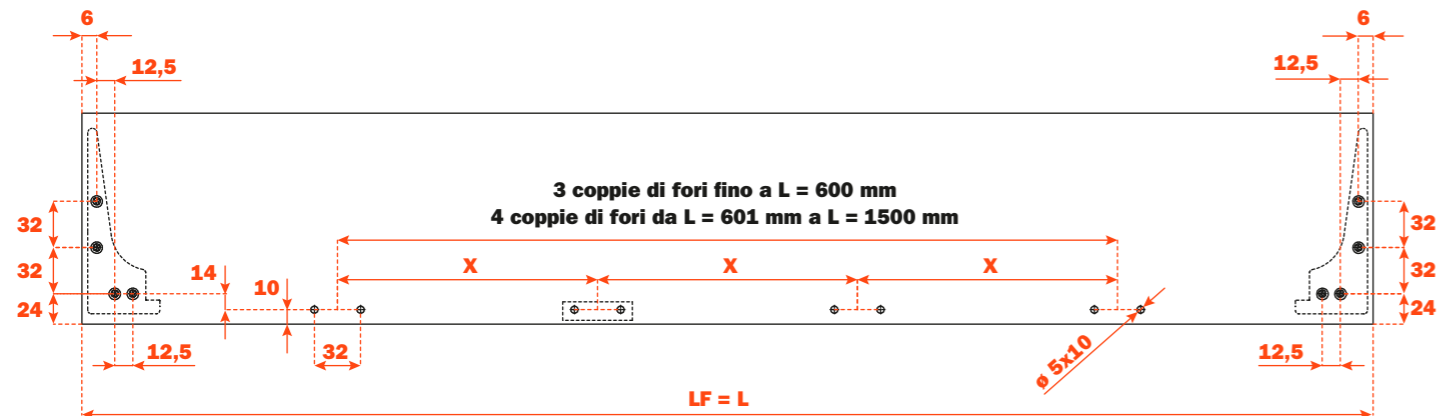 6
6
12,5
12,5
3 coppie di fori fino a L = 600 mm
4 coppie di fori da L = 601 mm a L = 1500 mm
32
32
X
X
X
32
32
14
10
24
24
12,5
32
ø 5x10
12,5
LF = L